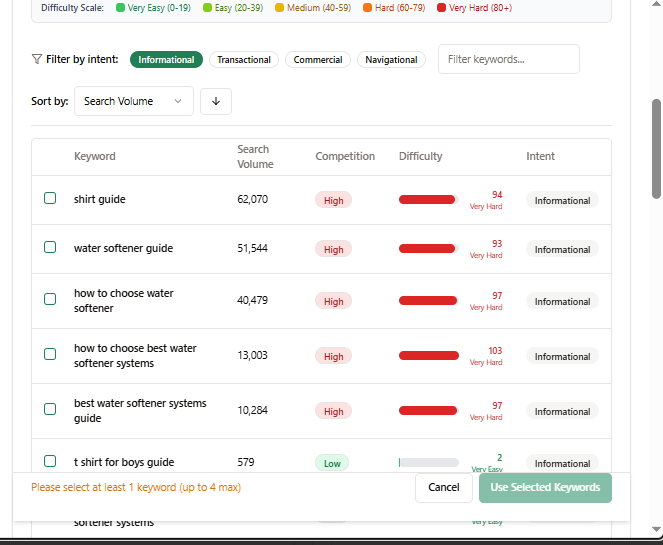 Difficulty Scale: Very Easy (0-19) Easy (20-39) Medium (40-59) Hard (60-79) Very Hard (80+)
Filter by intent: Informational Transactional Commercial Navigational Filter keywords...
Sort by: Search Volume
Keyword Search Volume Competition Difficulty Intent
shirt guide 62,070 High 94 Very Hard Informational
water softener guide 51,544 High 93 Very Hard Informational
how to choose water softener 40,479 High 97 Very Hard Informational
how to choose best water softener systems 13,003 High 103 Very Hard Informational
best water softener systems guide 10,284 High 97 Very Hard Informational
t shirt for boys guide 579 Low 2 Very Easy Informational
Please select at least 1 keyword (up to 4 max) Cancel Use Selected Keywords
softener systems Very Easy